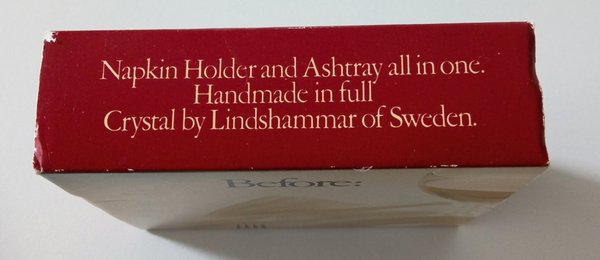 Napkin Holder and Ashtray all in one.
Handmade in full
Crystal by Lindshammar of Sweden.
Before: